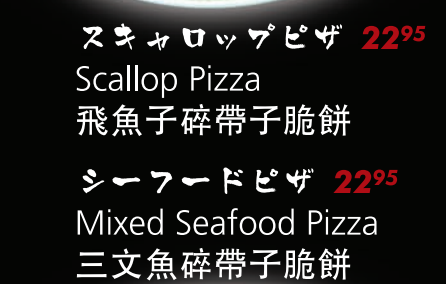 スキャロップピザ 22⁹⁵
Scallop Pizza
飛魚子碎帶子脆餅
シーフードピザ 22⁹⁵
Mixed Seafood Pizza
三文魚碎帶子脆餅